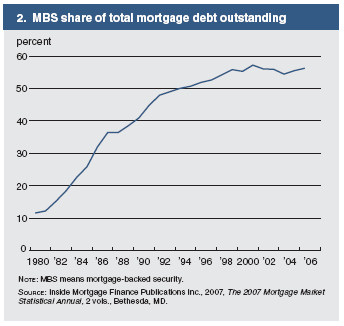 2. MBS share of total mortgage debt outstanding
percent
60
50
40
30
20
10
0
1980 '82 '84 '86 '88 '90 '92 '94 '96 '98 2000 '02 '04 '06
NOTE: MBS means mortgage-backed security.
SOURCE: Inside Mortgage Finance Publications Inc., 2007, The 2007 Mortgage Market
Statistical Annual, 2 vols., Bethesda, MD.